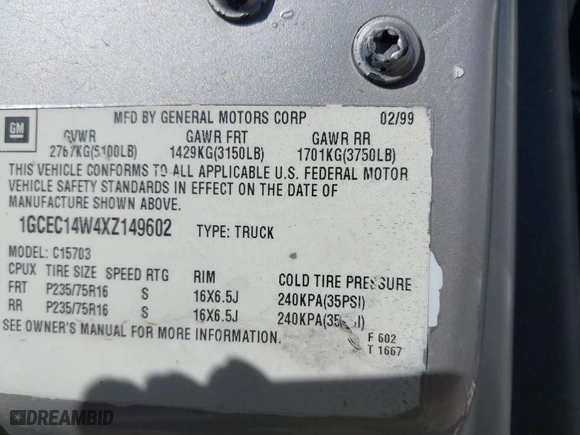 MFD BY GENERAL MOTORS CORP 02/99
GM
GVWR GAWR FRT GAWR RR
2767KG(5100LB) 1429KG(3150LB) 1701KG(3750LB)
THIS VEHICLE CONFORMS TO ALL APPLICABLE U.S. FEDERAL MOTOR
VEHICLE SAFETY STANDARDS IN EFFECT ON THE DATE OF
MANUFACTURE SHOWN ABOVE.
1GCEC14W4XZ149602 TYPE: TRUCK
MODEL: C15703
CPUX TIRE SIZE SPEED RTG RIM COLD TIRE PRESSURE
FRT P235/75R16 S 16X6.5J 240KPA(35PSI)
RR P235/75R16 S 16X6.5J 240KPA(35 I)
SEE OWNER'S MANUAL FOR MORE INFORMATION.
F 602
T 1667
DREAMBID